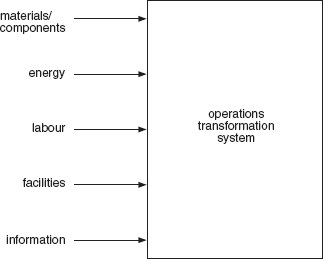 materials/
components
energy
labour
facilities
information
operations
transformation
system